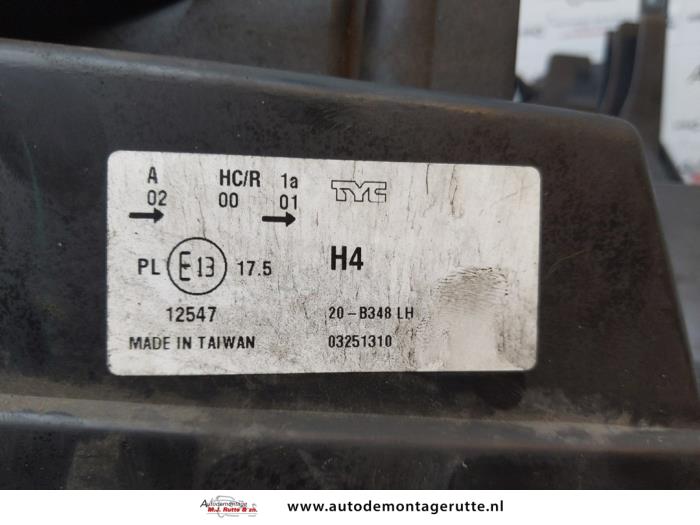 A HC/R 1a TYC
02 00 01
PL E13 17.5 H4
12547 20-B348 LH
MADE IN TAIWAN 03251310
Autodemontage
M.J. Rutte & zn.
www.autodemontagerutte.nl